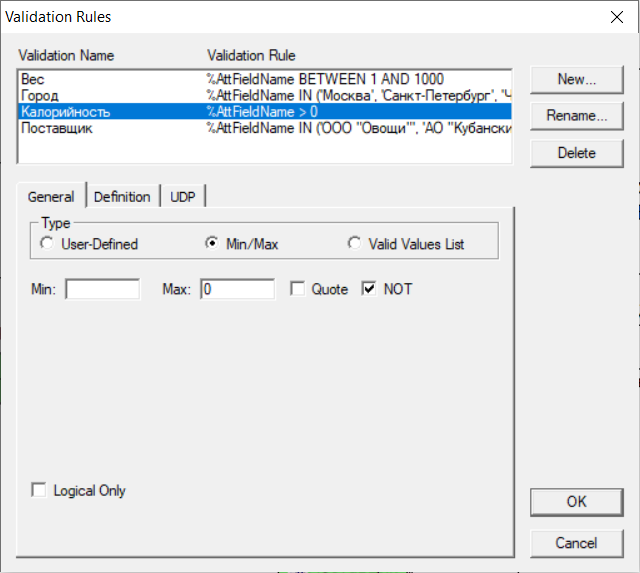 Validation Rules
Validation Name Validation Rule
Вес %AttFieldName BETWEEN 1 AND 1000
Город %AttFieldName IN ('Москва', 'Санкт-Петербург', 'Ч
Калорийность %AttFieldName > 0
Поставщик %AttFieldName IN ('ООО "Овощи"', 'АО "Кубански
New...
Rename...
Delete
General Definition UDP
Type
User-Defined Min/Max Valid Values List
Min: Max: 0 Quote NOT
Logical Only
OK
Cancel